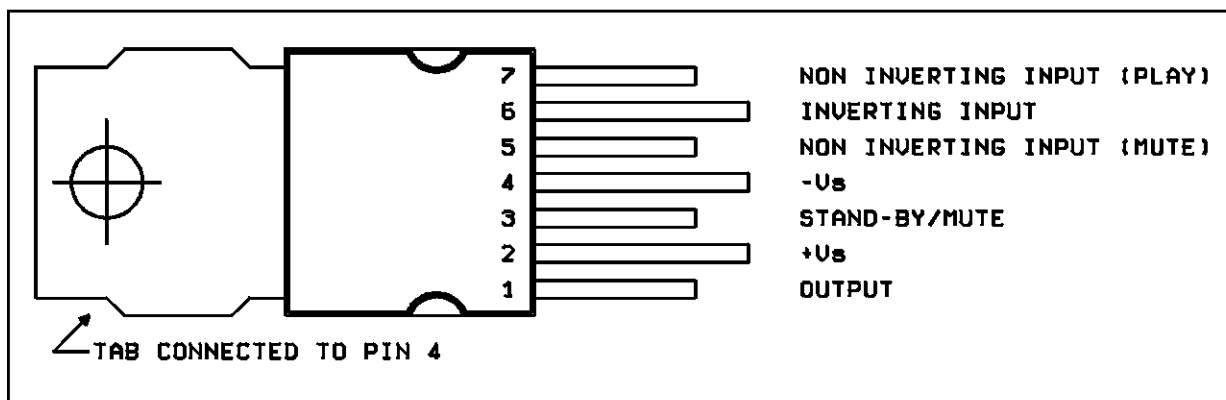 7 NON INVERTING INPUT (PLAY)
6 INVERTING INPUT
5 NON INVERTING INPUT (MUTE)
4 -Vs
3 STAND-BY/MUTE
2 +Vs
1 OUTPUT
TAB CONNECTED TO PIN 4